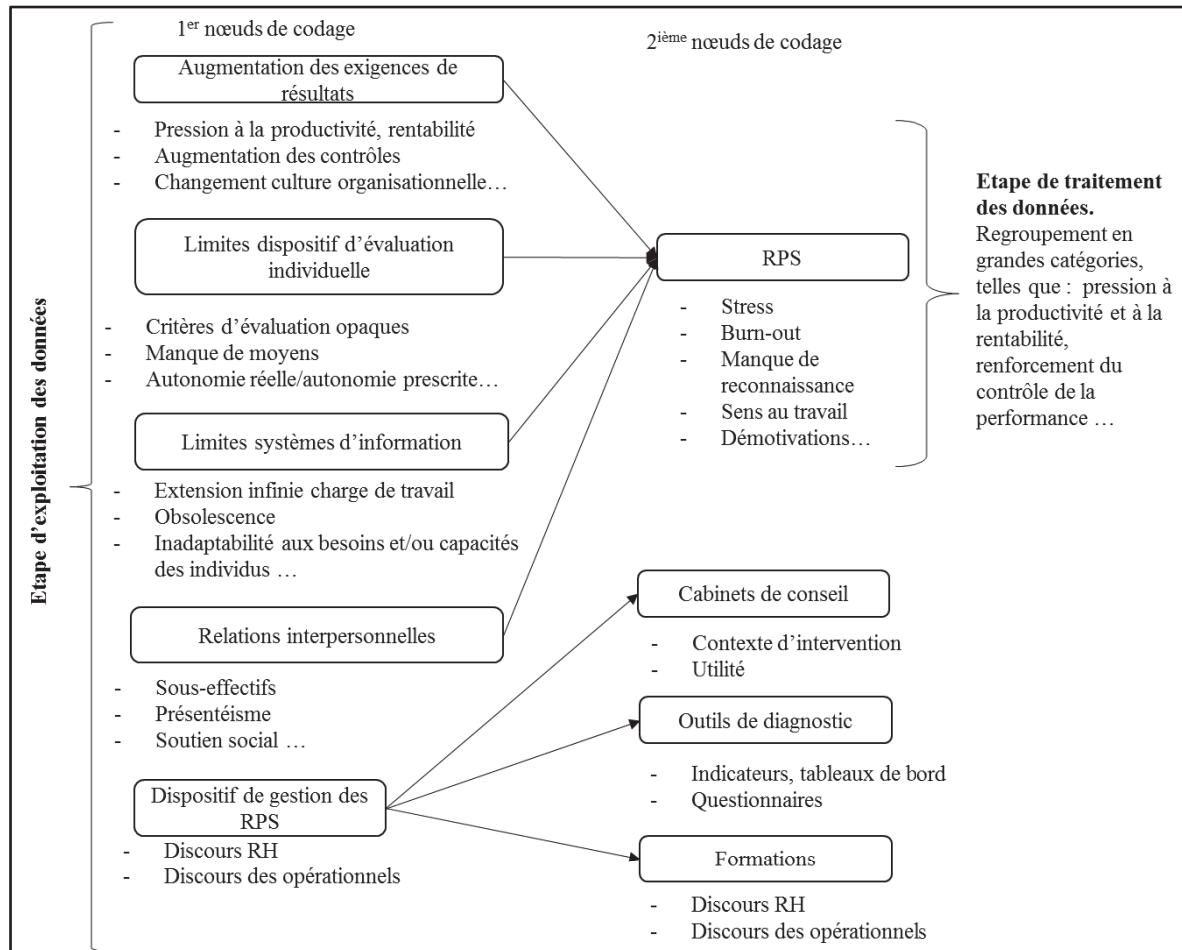 1er nœuds de codage
2ième nœuds de codage
Etape d'exploitation des données
Augmentation des exigences de
résultats
- Pression à la productivité, rentabilité
- Augmentation des contrôles
- Changement culture organisationnelle…
Limites dispositif d'évaluation
individuelle
- Critères d'évaluation opaques
- Manque de moyens
- Autonomie réelle/autonomie prescrite…
Limites systèmes d'information
- Extension infinie charge de travail
- Obsolescence
- Inadaptabilité aux besoins et/ou capacités
des individus …
Relations interpersonnelles
- Sous-effectifs
- Présentéisme
- Soutien social …
Dispositif de gestion des
RPS
- Discours RH
- Discours des opérationnels
RPS
- Stress
- Burn-out
- Manque de
reconnaissance
- Sens au travail
- Démotivations…
Cabinets de conseil
- Contexte d'intervention
- Utilité
Outils de diagnostic
- Indicateurs, tableaux de bord
- Questionnaires
Formations
- Discours RH
- Discours des opérationnels
Etape de traitement
des données.
Regroupement en
grandes catégories,
telles que : pression à
la productivité et à la
rentabilité,
renforcement du
contrôle de la
performance …